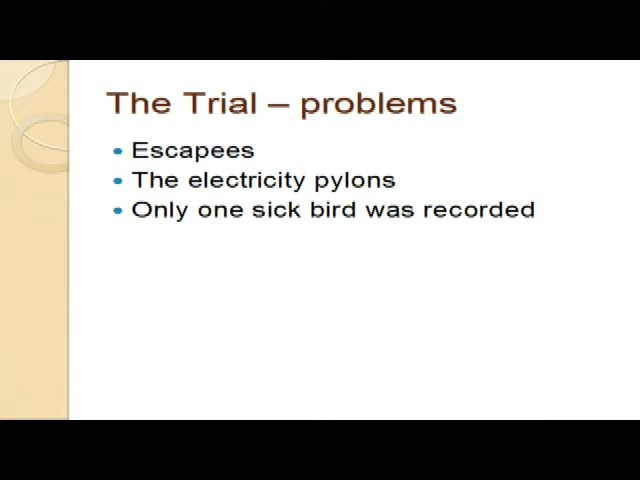 The Trial – problems
Escapees
The electricity pylons
Only one sick bird was recorded